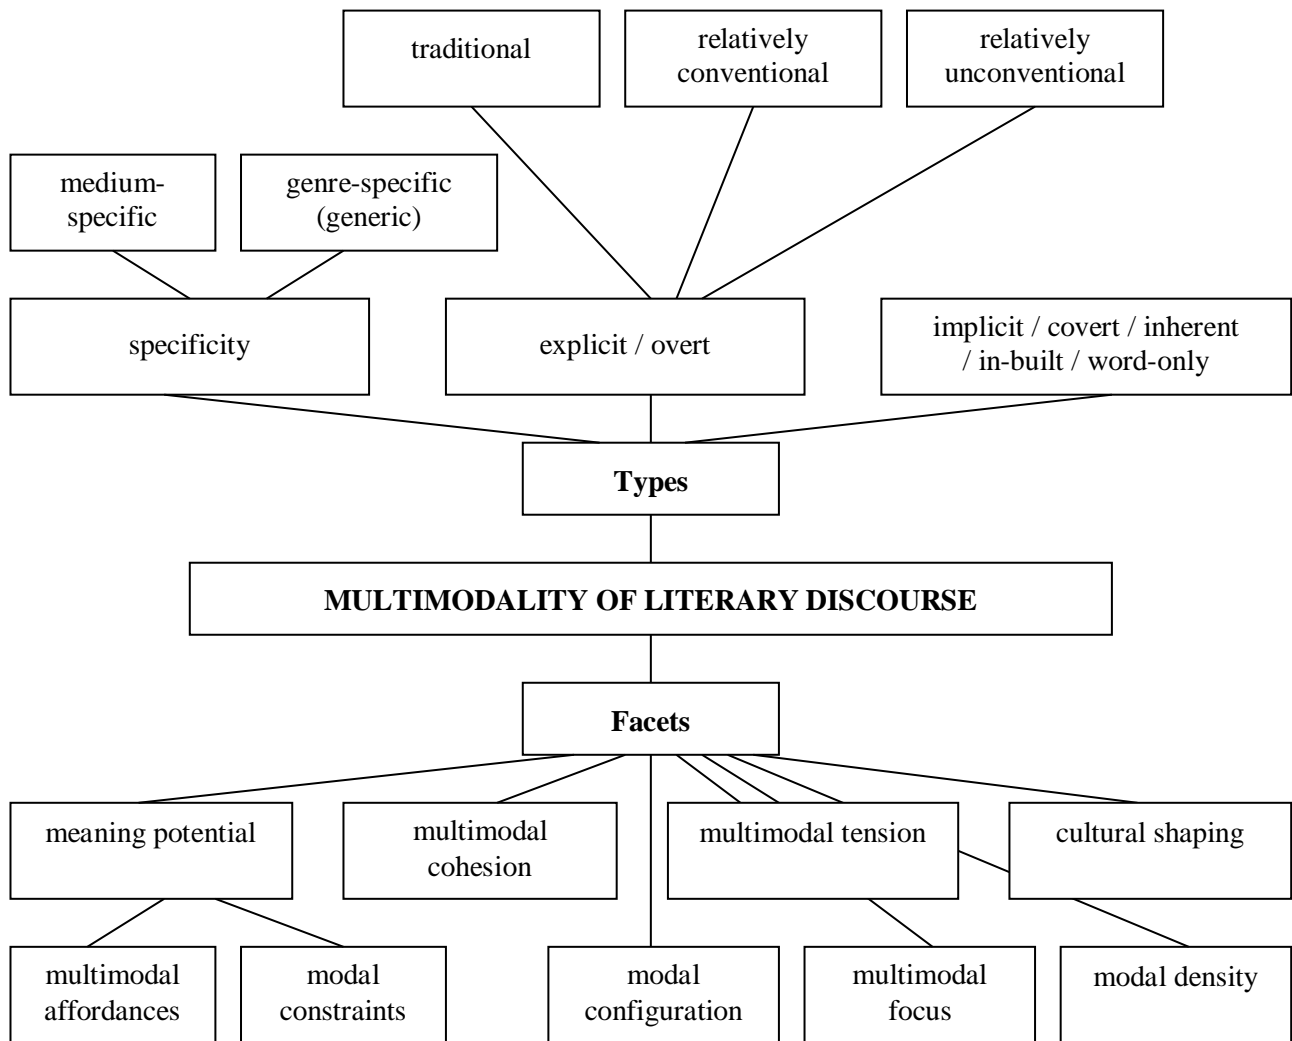 traditional
relatively
conventional
relatively
unconventional
medium-
specific
genre-specific
(generic)
specificity
explicit / overt
implicit / covert / inherent
/ in-built / word-only
Types
MULTIMODALITY OF LITERARY DISCOURSE
Facets
meaning potential
multimodal
cohesion
multimodal tension
cultural shaping
multimodal
affordances
modal
constraints
modal
configuration
multimodal
focus
modal density